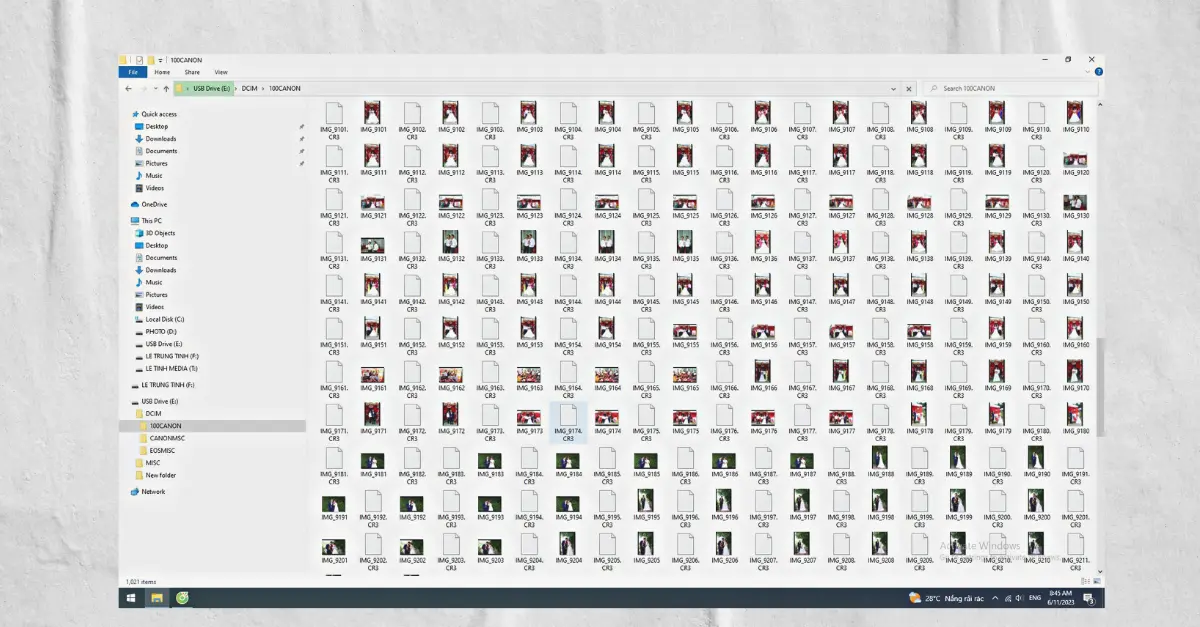 100CANON
File Home Share View
USB Drive (E:) DCIM 100CANON
Search 100CANON
Quick access
Desktop
Downloads
Documents
Pictures
Music
Videos
OneDrive
This PC
3D Objects
Desktop
Documents
Downloads
Music
Pictures
Videos
Local Disk (C:)
PHOTO (D:)
USB Drive (E:)
LE TRUNG TINH (F:)
LE TINH MEDIA (T:)
LE TRUNG TINH (F:)
USB Drive (E:)
DCIM
100CANON
CANONMSC
EOSMISC
MISC
New folder
Network
IMG_9101. IMG_9101 IMG_9102. IMG_9102 IMG_9103. IMG_9103 IMG_9104. IMG_9104 IMG_9105. IMG_9105 IMG_9106. IMG_9106 IMG_9107. IMG_9107 IMG_9108. IMG_9108 IMG_9109. IMG_9109 IMG_9110. IMG_9110
CR3 CR3 CR3 CR3 CR3 CR3 CR3 CR3 CR3 CR3
IMG_9111. IMG_9111 IMG_9112. IMG_9112 IMG_9113. IMG_9113 IMG_9114. IMG_9114 IMG_9115. IMG_9115 IMG_9116. IMG_9116 IMG_9117. IMG_9117 IMG_9118. IMG_9118 IMG_9119. IMG_9119 IMG_9120. IMG_9120
CR3 CR3 CR3 CR3 CR3 CR3 CR3 CR3 CR3 CR3
IMG_9121. IMG_9121 IMG_9122. IMG_9122 IMG_9123. IMG_9123 IMG_9124. IMG_9124 IMG_9125. IMG_9125 IMG_9126. IMG_9126 IMG_9127. IMG_9127 IMG_9128. IMG_9128 IMG_9129. IMG_9129 IMG_9130. IMG_9130
CR3 CR3 CR3 CR3 CR3 CR3 CR3 CR3 CR3 CR3
IMG_9131. IMG_9131 IMG_9132. IMG_9132 IMG_9133. IMG_9133 IMG_9134. IMG_9134 IMG_9135. IMG_9135 IMG_9136. IMG_9136 IMG_9137. IMG_9137 IMG_9138. IMG_9138 IMG_9139. IMG_9139 IMG_9140. IMG_9140
CR3 CR3 CR3 CR3 CR3 CR3 CR3 CR3 CR3 CR3
IMG_9141. IMG_9141 IMG_9142. IMG_9142 IMG_9143. IMG_9143 IMG_9144. IMG_9144 IMG_9145. IMG_9145 IMG_9146. IMG_9146 IMG_9147. IMG_9147 IMG_9148. IMG_9148 IMG_9149. IMG_9149 IMG_9150. IMG_9150
CR3 CR3 CR3 CR3 CR3 CR3 CR3 CR3 CR3 CR3
IMG_9151. IMG_9151 IMG_9152. IMG_9152 IMG_9153. IMG_9153 IMG_9154. IMG_9154 IMG_9155. IMG_9155 IMG_9156. IMG_9156 IMG_9157. IMG_9157 IMG_9158. IMG_9158 IMG_9159. IMG_9159 IMG_9160. IMG_9160
CR3 CR3 CR3 CR3 CR3 CR3 CR3 CR3 CR3 CR3
IMG_9161. IMG_9161 IMG_9162. IMG_9162 IMG_9163. IMG_9163 IMG_9164. IMG_9164 IMG_9165. IMG_9165 IMG_9166. IMG_9166 IMG_9167. IMG_9167 IMG_9168. IMG_9168 IMG_9169. IMG_9169 IMG_9170. IMG_9170
CR3 CR3 CR3 CR3 CR3 CR3 CR3 CR3 CR3 CR3
IMG_9171. IMG_9171 IMG_9172. IMG_9172 IMG_9173. IMG_9173 IMG_9174. IMG_9174 IMG_9175. IMG_9175 IMG_9176. IMG_9176 IMG_9177. IMG_9177 IMG_9178. IMG_9178 IMG_9179. IMG_9179 IMG_9180. IMG_9180
CR3 CR3 CR3 CR3 CR3 CR3 CR3 CR3 CR3 CR3
IMG_9181. IMG_9181 IMG_9182. IMG_9183. IMG_9183 IMG_9184. IMG_9184 IMG_9185. IMG_9185 IMG_9186. IMG_9186 IMG_9187. IMG_9187 IMG_9188. IMG_9188 IMG_9189. IMG_9189 IMG_9190. IMG_9190 IMG_9191.
CR3 CR3 CR3 CR3 CR3 CR3 CR3 CR3 CR3 CR3 CR3
IMG_9191 IMG_9192. IMG_9192 IMG_9193. IMG_9193 IMG_9194. IMG_9194 IMG_9195. IMG_9195 IMG_9196. IMG_9196 IMG_9197. IMG_9197 IMG_9198. IMG_9198 IMG_9199. IMG_9199 IMG_9200. IMG_9200 IMG_9201.
CR3 CR3 CR3 CR3 CR3 CR3 CR3 CR3 CR3 CR3
IMG_9201 IMG_9202. IMG_9202 IMG_9203. IMG_9203 IMG_9204. IMG_9204 IMG_9205. IMG_9205 IMG_9206. IMG_9206 IMG_9207. IMG_9207 IMG_9208. IMG_9208 IMG_9209. IMG_9209 IMG_9210. IMG_9210 IMG_9211.
CR3 CR3 CR3 CR3 CR3 CR3 CR3 CR3 CR3 CR3
Activate Windows
1,021 items
28°C Nắng rải rác ENG 8:45 AM
6/11/2023